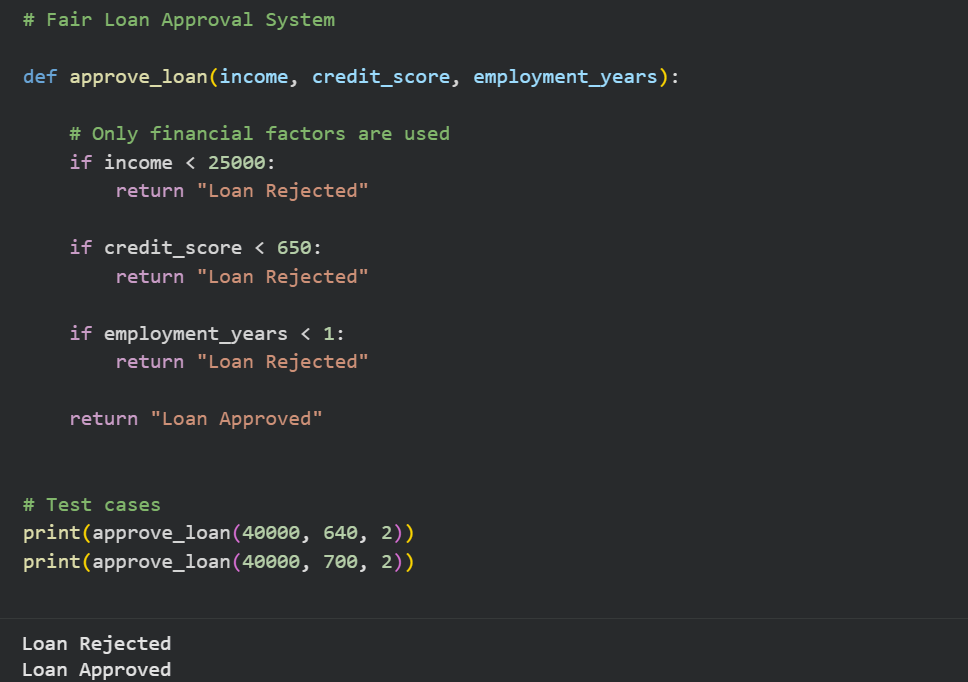 # Fair Loan Approval System
def approve_loan(income, credit_score, employment_years):
    # Only financial factors are used
    if income < 25000:
        return "Loan Rejected"
    if credit_score < 650:
        return "Loan Rejected"
    if employment_years < 1:
        return "Loan Rejected"
    return "Loan Approved"
# Test cases
print(approve_loan(40000, 640, 2))
print(approve_loan(40000, 700, 2))
Loan Rejected
Loan Approved